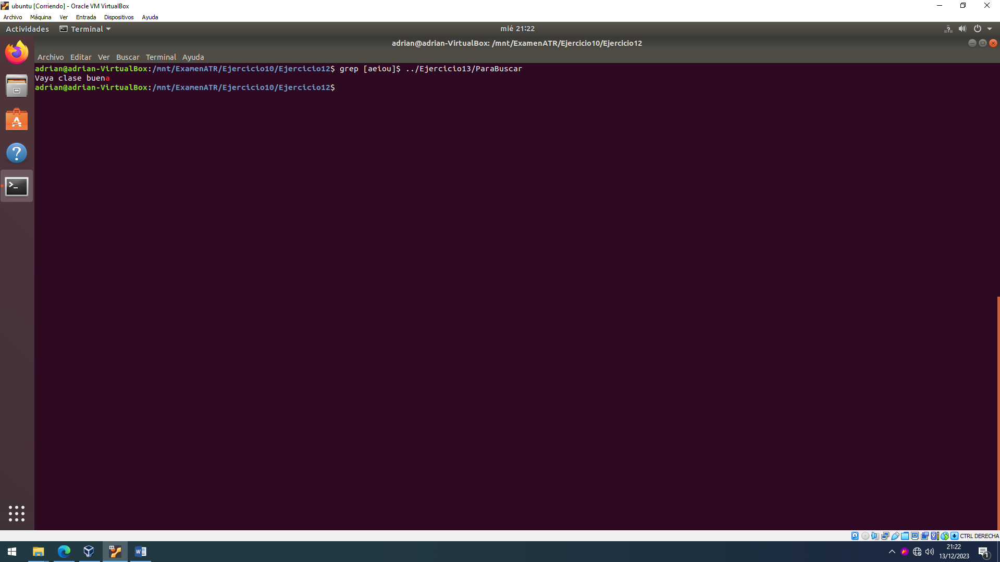 ubuntu [Corriendo] - Oracle VM VirtualBox
Archivo Máquina Ver Entrada Dispositivos Ayuda
Actividades Terminal mié 21:22
adrian@adrian-VirtualBox: /mnt/ExamenATR/Ejercicio10/Ejercicio12
Archivo Editar Ver Buscar Terminal Ayuda
adrian@adrian-VirtualBox:/mnt/ExamenATR/Ejercicio10/Ejercicio12$ grep [aeiou]$ ../Ejercicio13/ParaBuscar
Vaya clase buena
adrian@adrian-VirtualBox:/mnt/ExamenATR/Ejercicio10/Ejercicio12$
CTRL DERECHA
21:22
13/12/2023
1